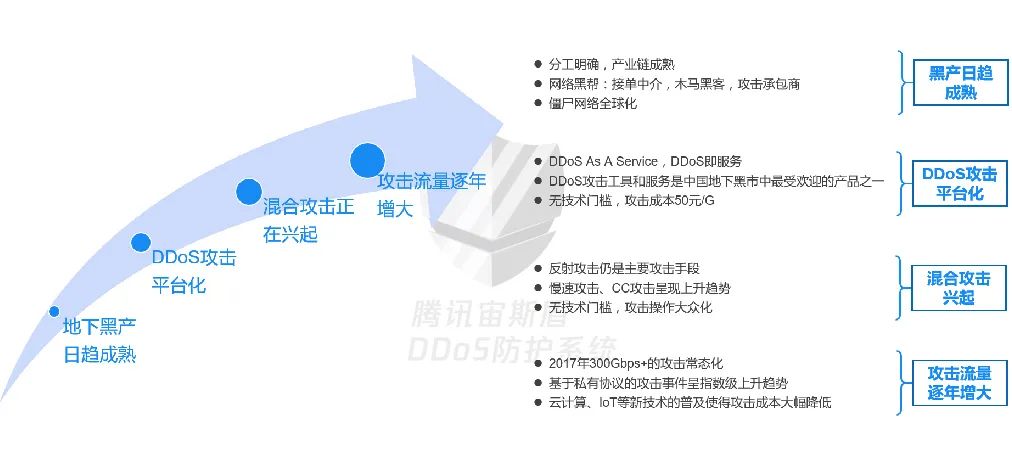 地下黑产
日趋成熟
DDoS攻击
平台化
混合攻击正
在兴起
攻击流量逐年
增大
分工明确，产业链成熟
网络黑帮：接单中介，木马黑客，攻击承包商
僵尸网络全球化
黑产日趋
成熟
DDoS As A Service，DDoS即服务
DDoS攻击工具和服务是中国地下黑市中最受欢迎的产品之一
无技术门槛，攻击成本50元/G
DDoS攻击
平台化
反射攻击仍是主要攻击手段
慢速攻击、CC攻击呈现上升趋势
无技术门槛，攻击操作大众化
混合攻击
兴起
2017年300Gbps+的攻击常态化
基于私有协议的攻击事件呈指数级上升趋势
云计算、IoT等新技术的普及使得攻击成本大幅降低
攻击流量
逐年增大
腾讯宙斯盾
DDoS防护系统